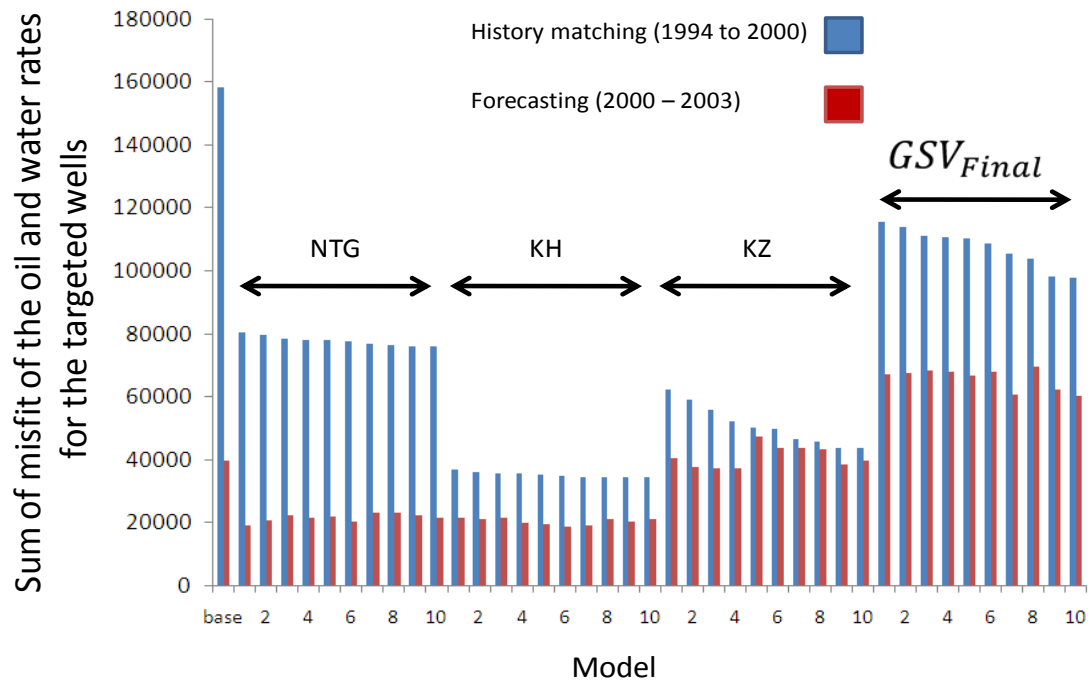 Sum of misfit of the oil and water rates
for the targeted wells
180000
160000
140000
120000
100000
80000
60000
40000
20000
0
History matching (1994 to 2000)
Forecasting (2000 – 2003)
NTG
KH
KZ
GSV_Final
base 2 4 6 8 10 2 4 6 8 10 2 4 6 8 10 2 4 6 8 10
Model